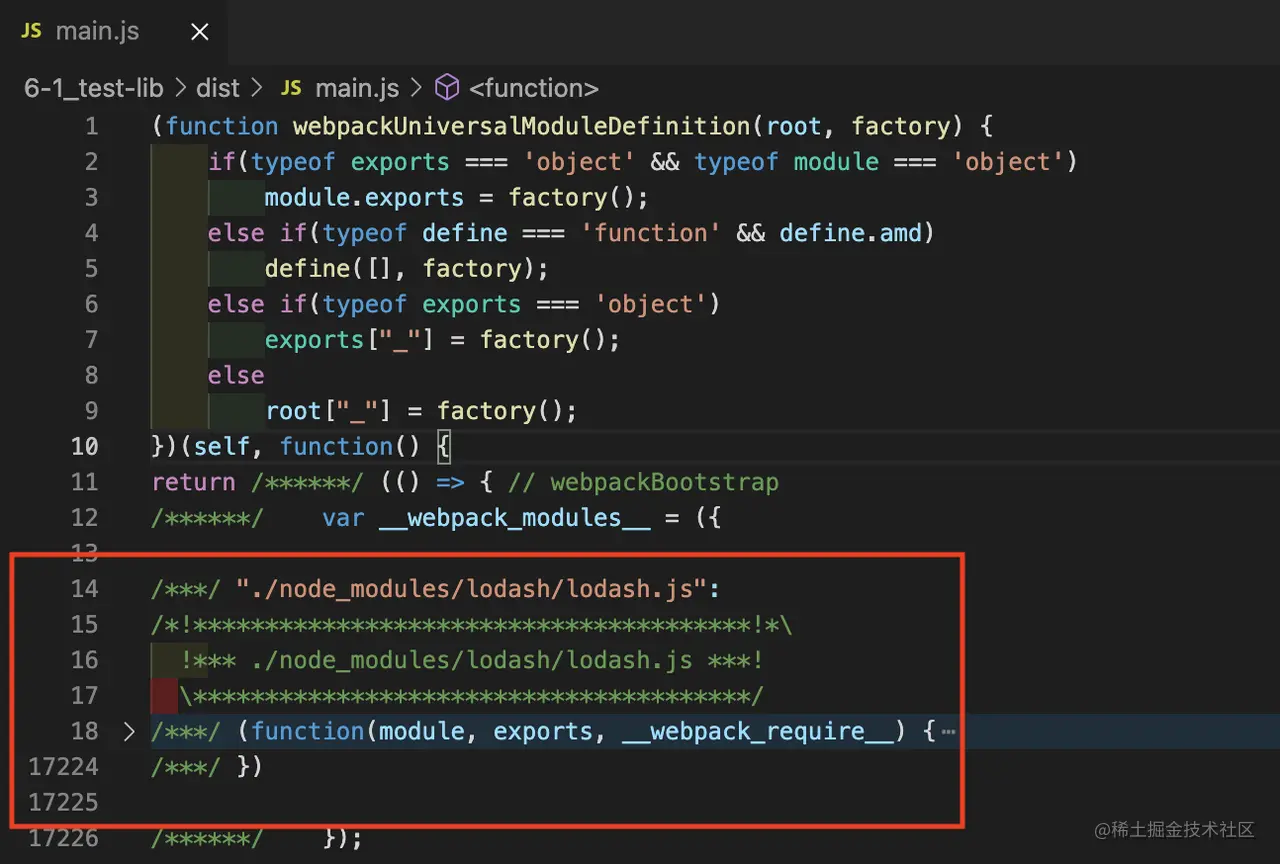 JS main.js ×
6-1_test-lib > dist > JS main.js > <function>
1 (function webpackUniversalModuleDefinition(root, factory) {
2 if(typeof exports === 'object' && typeof module === 'object')
3 module.exports = factory();
4 else if(typeof define === 'function' && define.amd)
5 define([], factory);
6 else if(typeof exports === 'object')
7 exports["_"] = factory();
8 else
9 root["_"] = factory();
10 })(self, function() {
11 return /******/ (() => { // webpackBootstrap
12 /******/ var __webpack_modules__ = ({
13
14 /***/ "./node_modules/lodash/lodash.js":
15 /*!***************************************!*\
16 !*** ./node_modules/lodash/lodash.js ***!
17 \***************************************/
18 > /***/ (function(module, exports, __webpack_require__) {…
17224 /***/ })
17225
17226 /******/ });
@稀土掘金技术社区